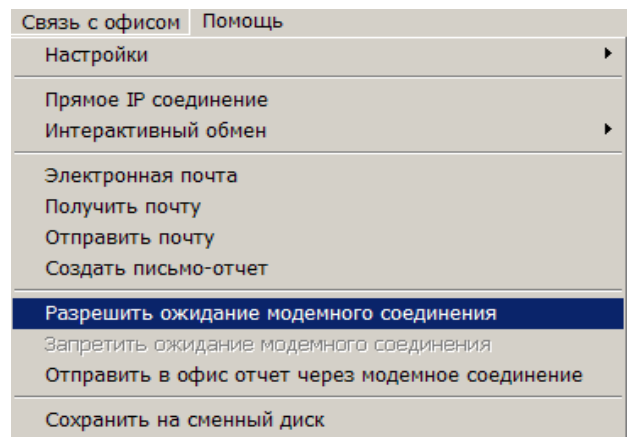 Связь с офисом Помощь
Настройки
Прямое IP соединение
Интерактивный обмен
Электронная почта
Получить почту
Отправить почту
Создать письмо-отчет
Разрешить ожидание модемного соединения
Запретить ожидание модемного соединения
Отправить в офис отчет через модемное соединение
Сохранить на сменный диск